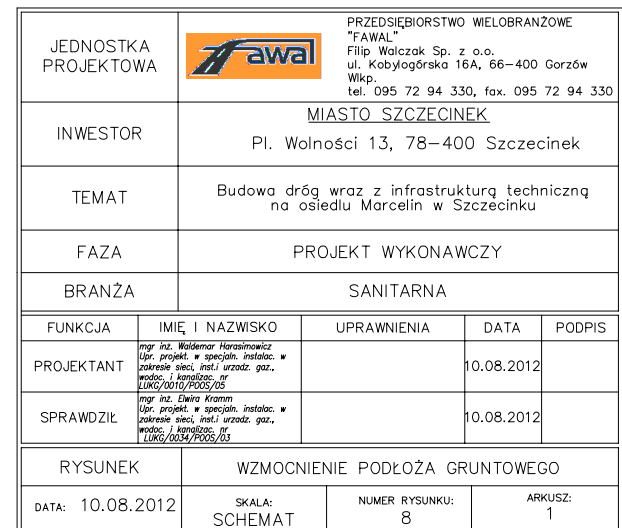 JEDNOSTKA
PROJEKTOWA
Fawal
PRZEDSIĘBIORSTWO WIELOBRANŻOWE
"FAWAL"
Filip Walczak Sp. z o.o.
ul. Kobylogórska 16A, 66-400 Gorzów
Wlkp.
tel. 095 72 94 330, fax. 095 72 94 330
INWESTOR
MIASTO SZCZECINEK
Pl. Wolności 13, 78-400 Szczecinek
TEMAT
Budowa dróg wraz z infrastrukturą techniczną
na osiedlu Marcelin w Szczecinku
FAZA
PROJEKT WYKONAWCZY
BRANŻA
SANITARNA
FUNKCJA IMIĘ I NAZWISKO UPRAWNIENIA DATA PODPIS
PROJEKTANT
mgr inż. Waldemar Harasimowicz
Upr. projekt. w specjaln. instalac. w
zakresie sieci, inst.i urzadz. gaz.,
wodoc. i kanalizac. nr
LUKG/0010/POOS/05
10.08.2012
SPRAWDZIŁ
mgr inż. Elwira Kramm
Upr. projekt. w specjaln. instalac. w
zakresie sieci, inst.i urzadz. gaz.,
wodoc. i kanalizac. nr
LUKG/0034/POOS/03
10.08.2012
RYSUNEK
WZMOCNIENIE PODŁOŻA GRUNTOWEGO
DATA: 10.08.2012
SKALA:
SCHEMAT
NUMER RYSUNKU:
8
ARKUSZ:
1